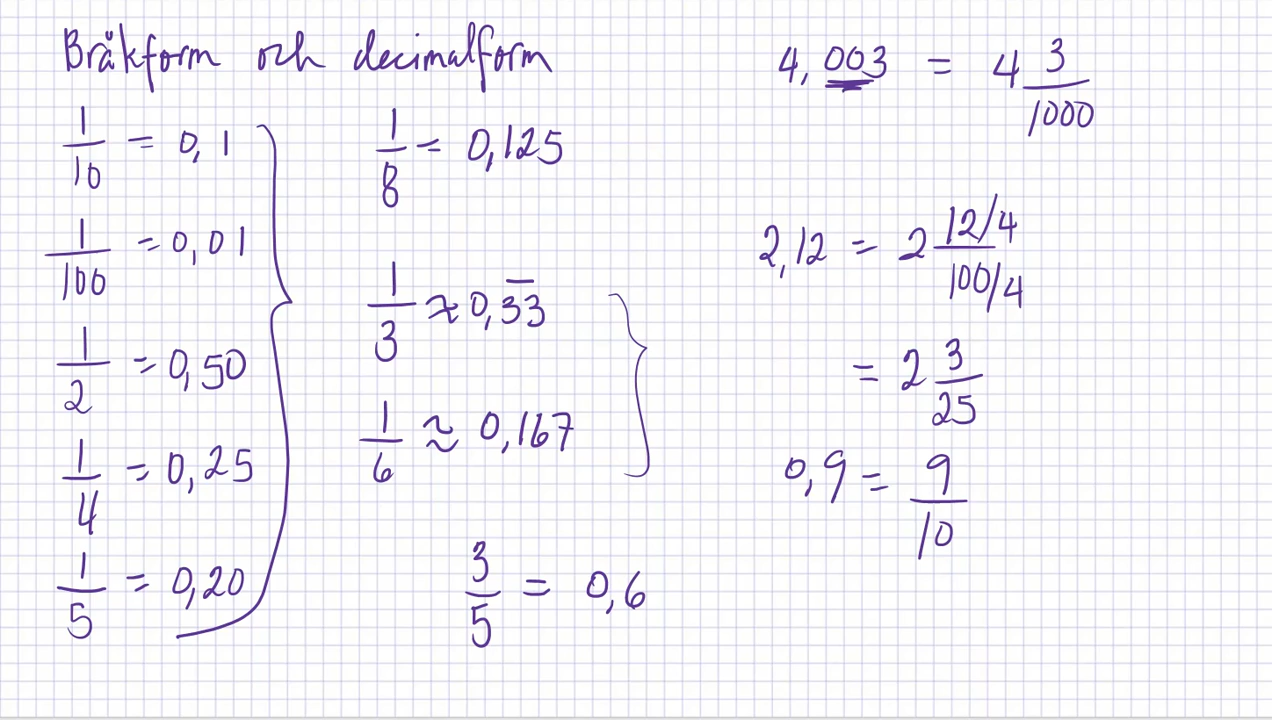 Bråkform och decimalform
1/10 = 0,1
1/100 = 0,01
1/2 = 0,50
1/4 = 0,25
1/5 = 0,20
1/8 = 0,125
1/3 ≈ 0,3̅3̅
1/6 ≈ 0,167
3/5 = 0,6
4,003 = 4 3/1000
2,12 = 2 (12/4)/(100/4)
= 2 3/25
0,9 = 9/10